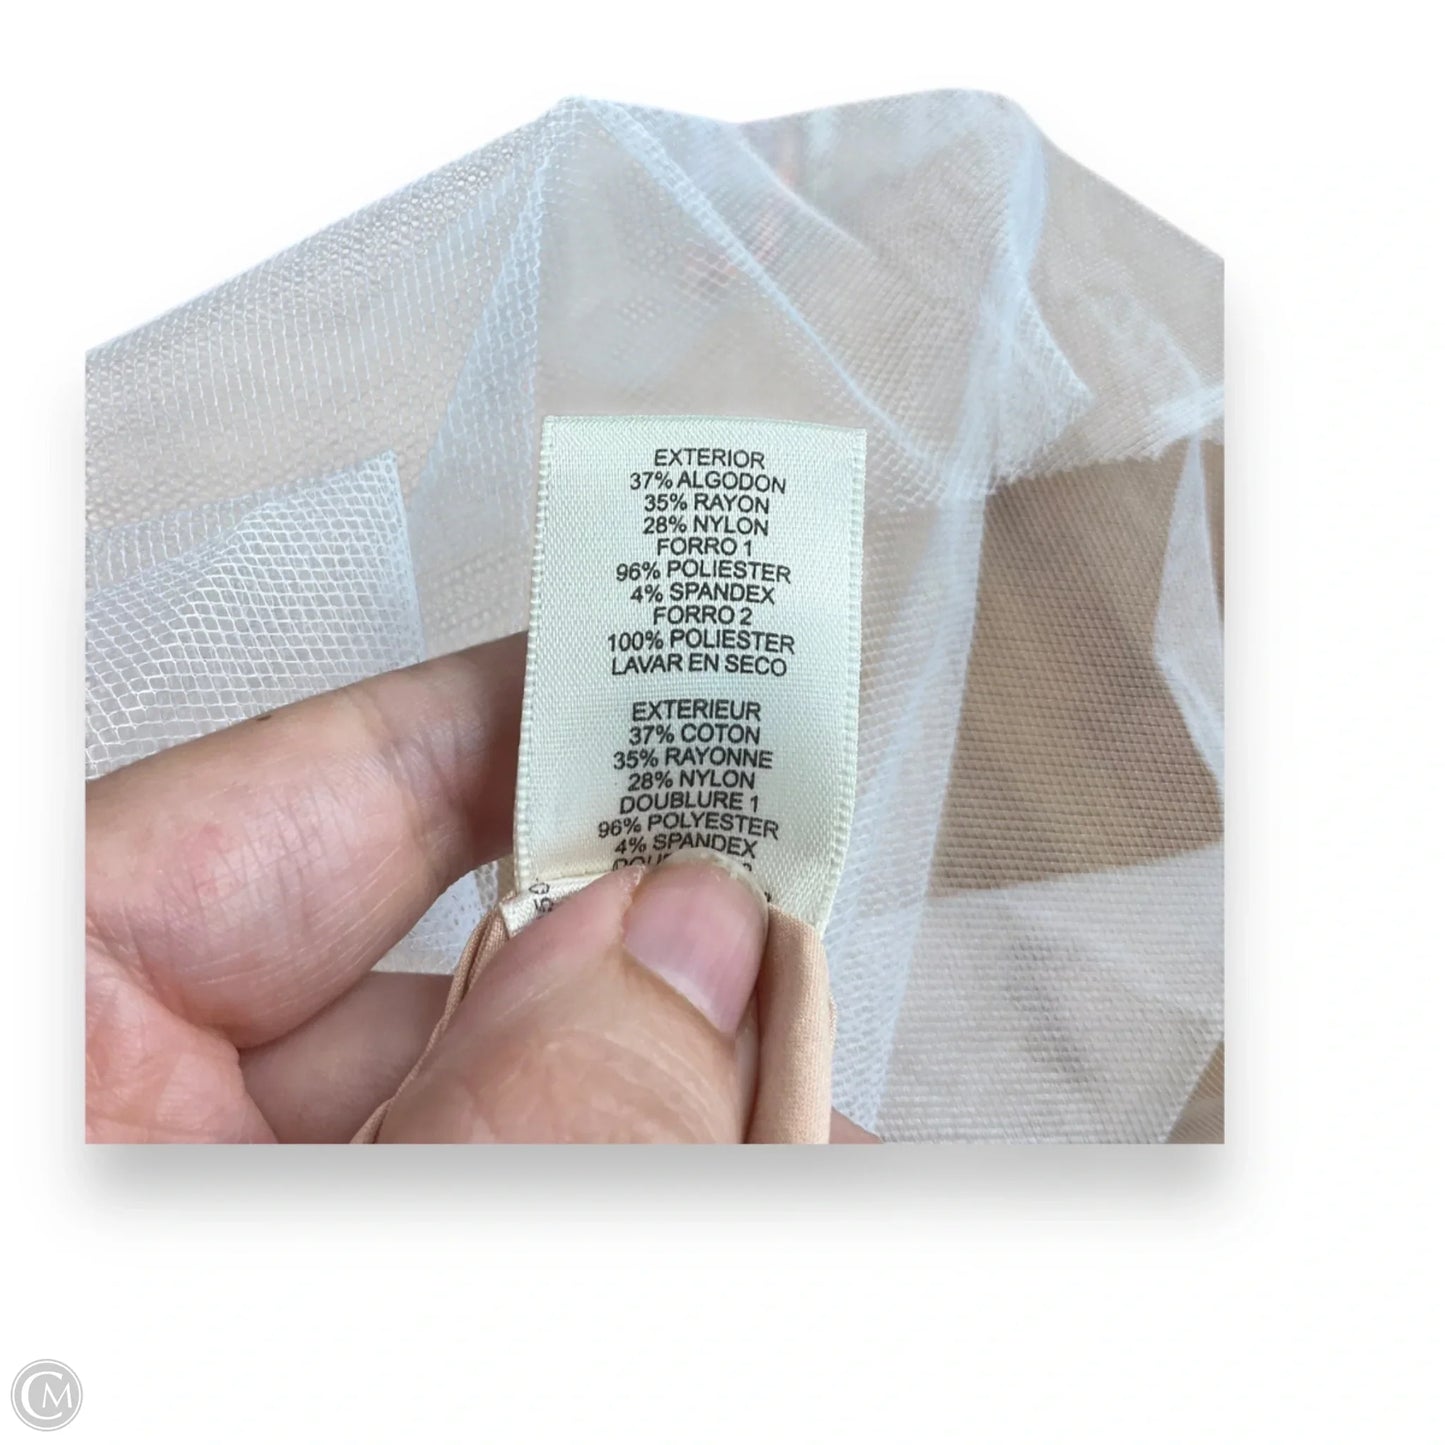 EXTERIOR
37% ALGODON
35% RAYON
28% NYLON
FORRO 1
96% POLIESTER
4% SPANDEX
FORRO 2
100% POLIESTER
LAVAR EN SECO
EXTERIEUR
37% COTON
35% RAYONNE
28% NYLON
DOUBLURE 1
96% POLYESTER
4% SPANDEX
CM